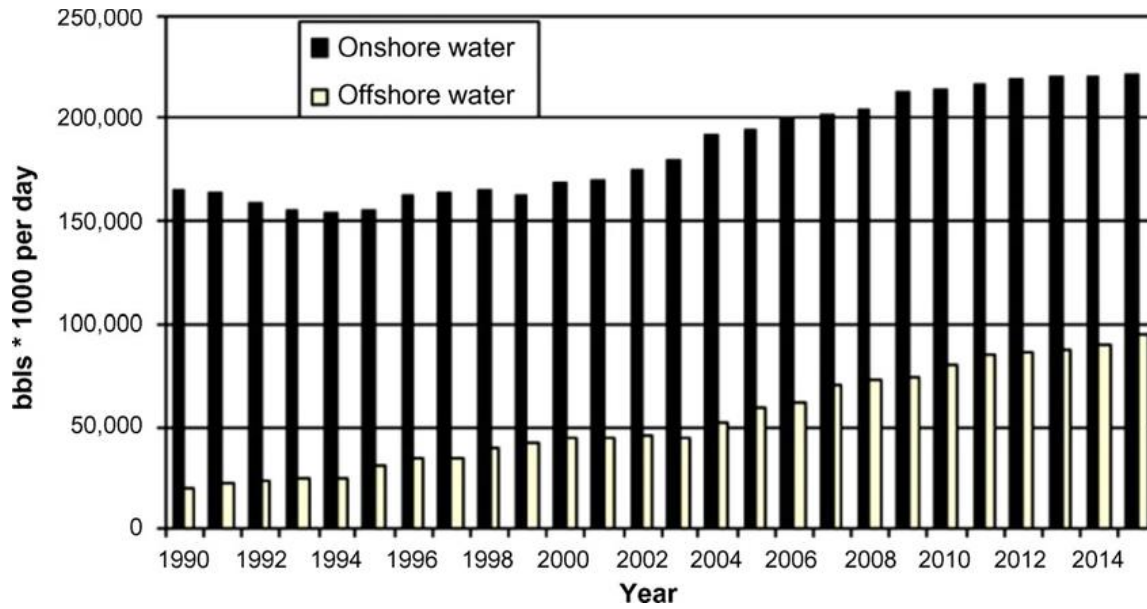 250,000
200,000
150,000
100,000
50,000
0
bbls * 1000 per day
Onshore water
Offshore water
1990 1992 1994 1996 1998 2000 2002 2004 2006 2008 2010 2012 2014
Year